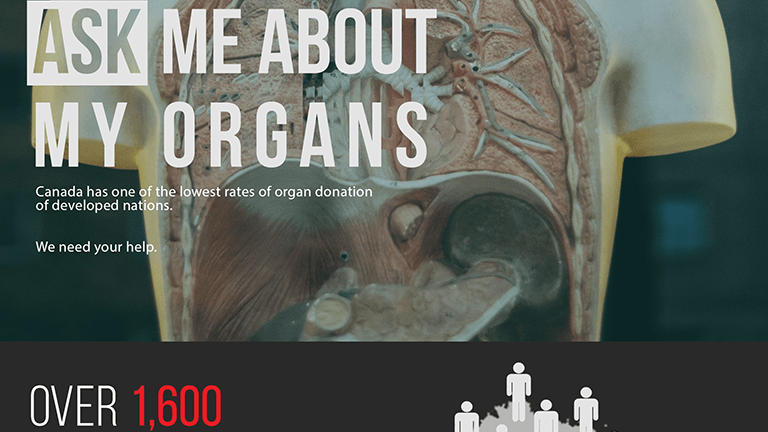 ASK ME ABOUT
MY ORGANS
Canada has one of the lowest rates of organ donation
of developed nations.
We need your help.
OVER 1,600